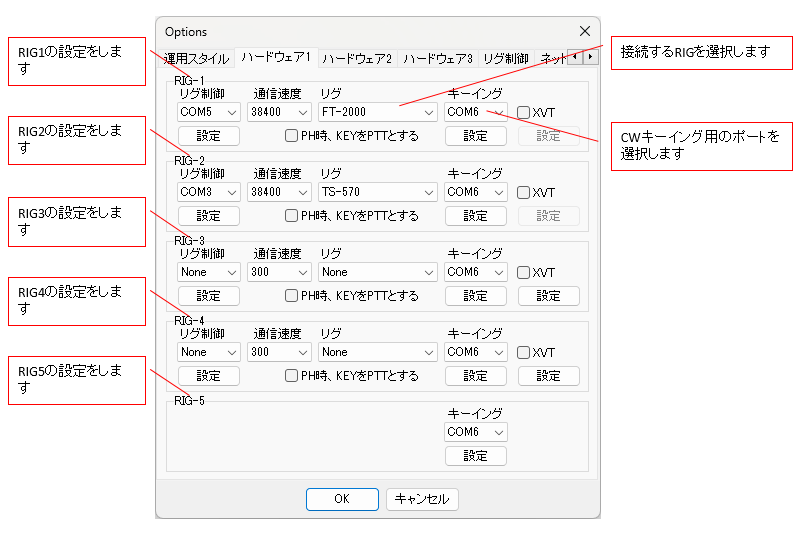 Options
運用スタイル ハードウェア1 ハードウェア2 ハードウェア3 リグ制御 ネット
RIG-1
リグ制御 通信速度 リグ キーイング
COM5 38400 FT-2000 COM6 XVT
設定 PH時、KEYをPTTとする 設定 設定
RIG-2
リグ制御 通信速度 リグ キーイング
COM3 38400 TS-570 COM6 XVT
設定 PH時、KEYをPTTとする 設定 設定
RIG-3
リグ制御 通信速度 リグ キーイング
None 300 None COM6 XVT
設定 PH時、KEYをPTTとする 設定 設定
RIG-4
リグ制御 通信速度 リグ キーイング
None 300 None COM6 XVT
設定 PH時、KEYをPTTとする 設定 設定
RIG-5
キーイング
COM6
設定
OK キャンセル
RIG1の設定をしま
す
RIG2の設定をしま
す
RIG3の設定をしま
す
RIG4の設定をしま
す
RIG5の設定をしま
す
接続するRIGを選択します
CWキーイング用のポートを
選択します